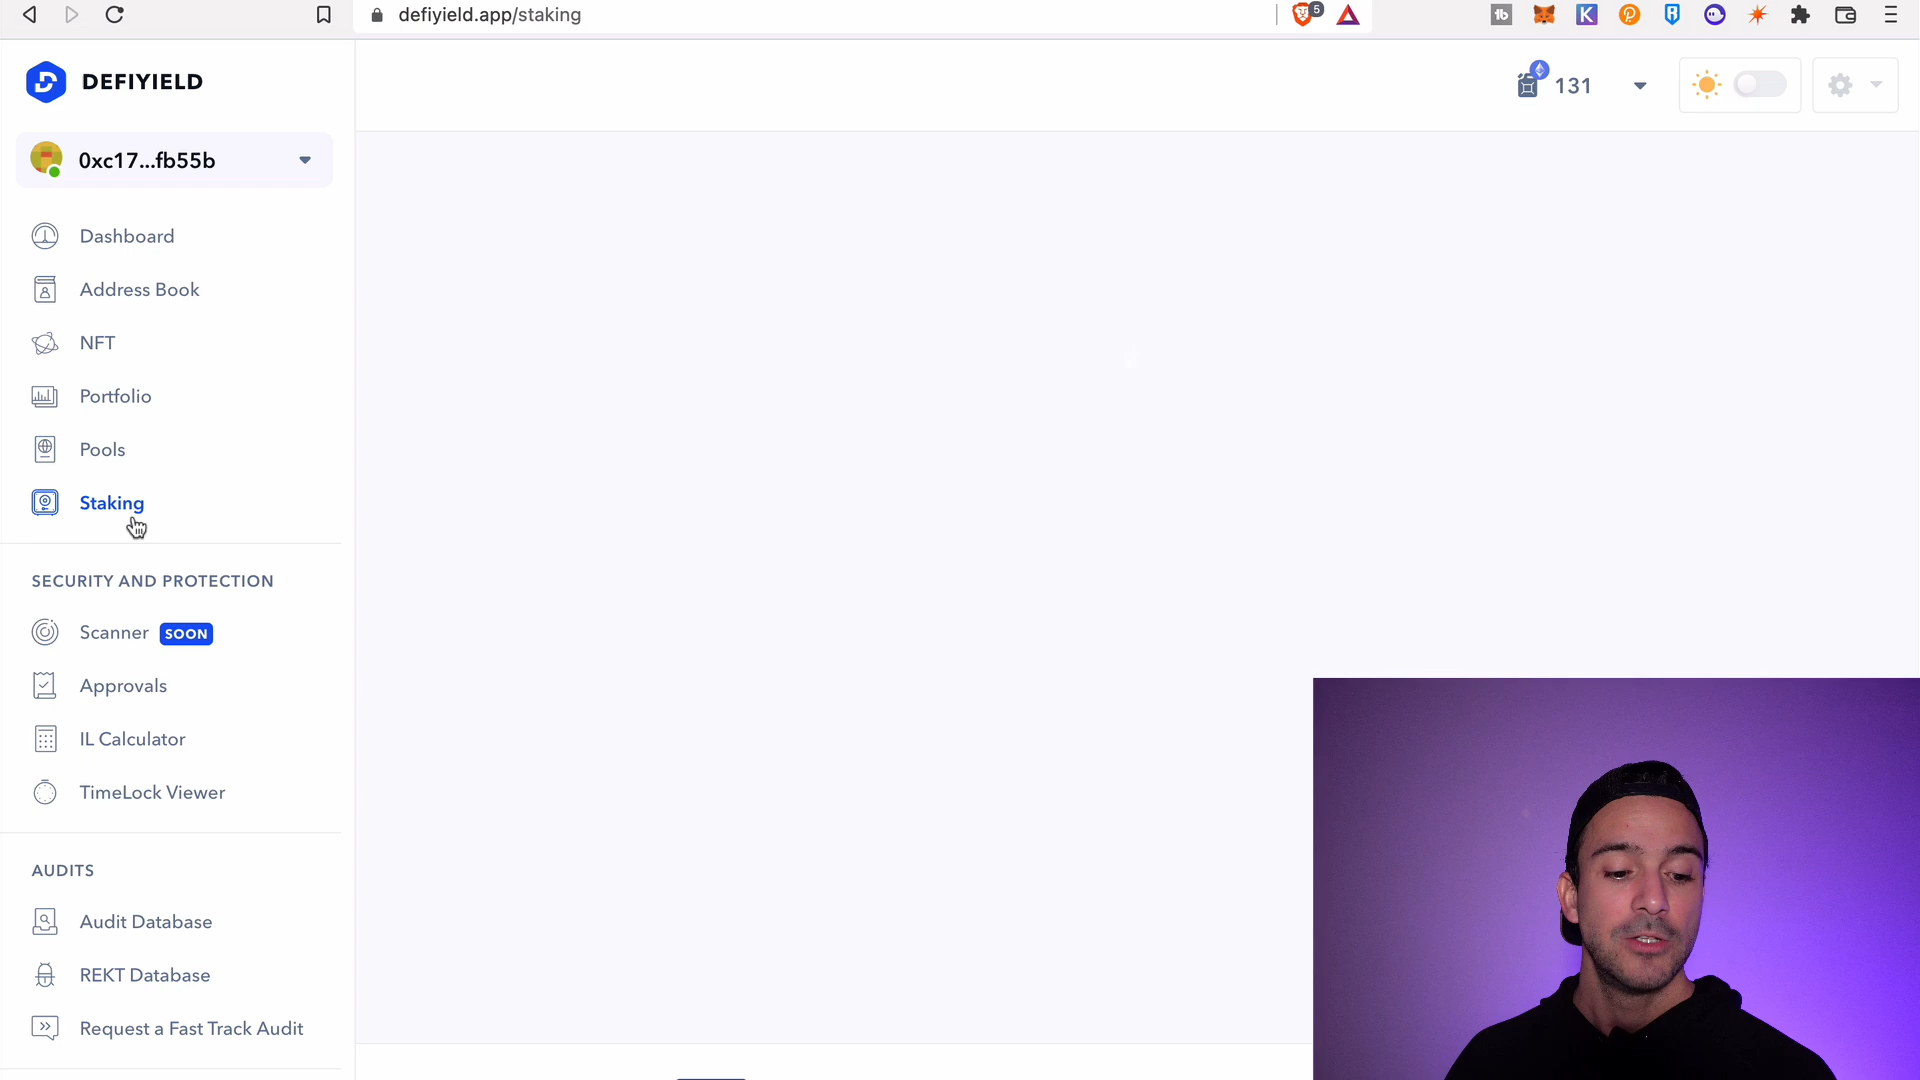 defiyield.app/staking
5
DEFIYIELD
131
0xc17...fb55b
Dashboard
Address Book
NFT
Portfolio
Pools
Staking
SECURITY AND PROTECTION
Scanner SOON
Approvals
IL Calculator
TimeLock Viewer
AUDITS
Audit Database
REKT Database
Request a Fast Track Audit